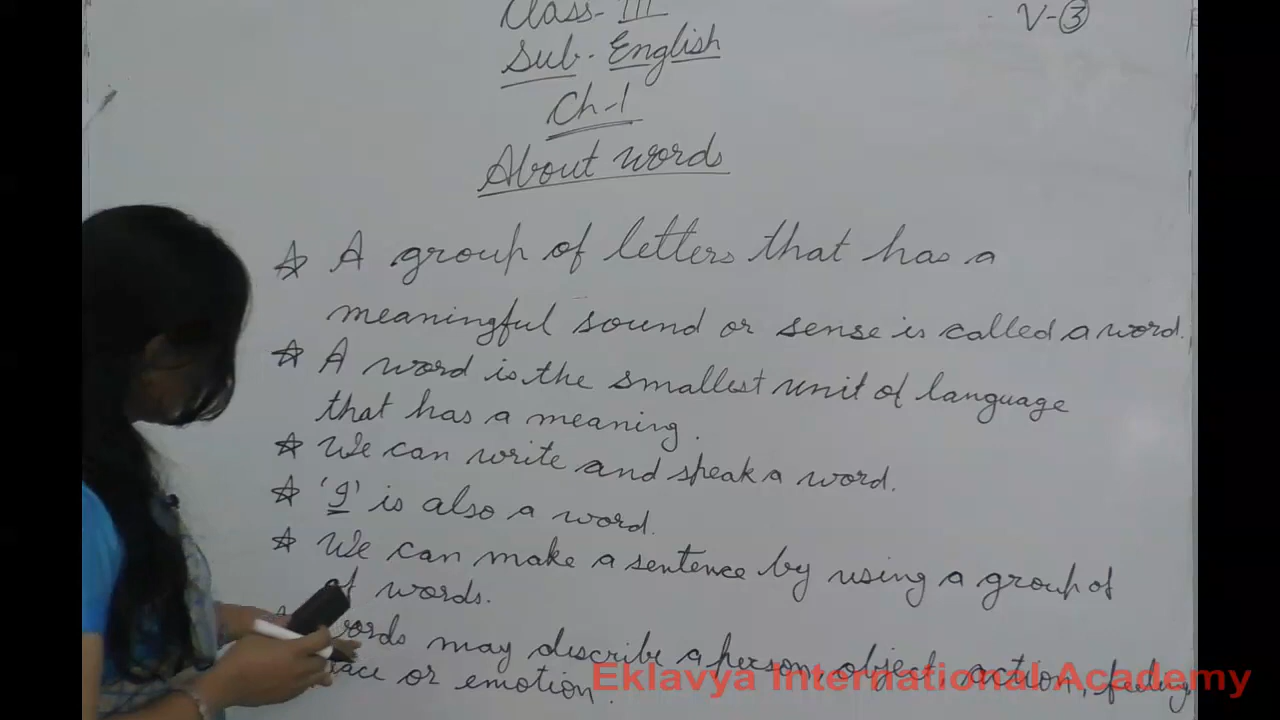 Class- III
V-③
Sub- English
Ch-1
About words
☆ A group of letters that has a
meaningful sound or sense is called a word.
☆ A word is the smallest unit of language
that has a meaning.
☆ We can write and speak a word.
☆ 'I' is also a word.
☆ We can make a sentence by using a group of
of words.
words may describe a person, object, action, feeling
or emotion.
Eklavya International Academy